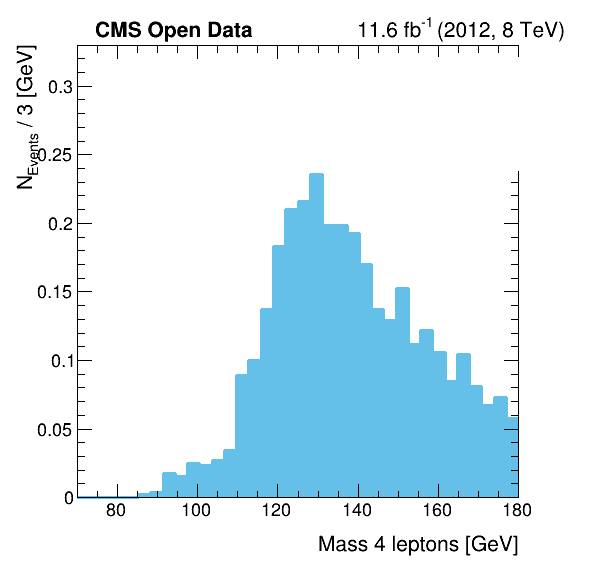 CMS Open Data
11.6 fb⁻¹ (2012, 8 TeV)
N_Events / 3 [GeV]
0.3
0.25
0.2
0.15
0.1
0.05
0
80 100 120 140 160 180
Mass 4 leptons [GeV]